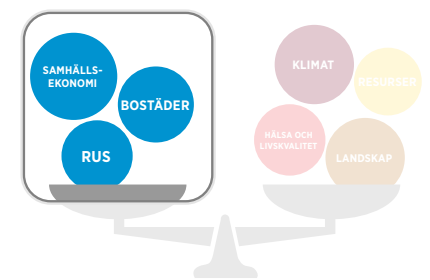 SAMHÄLLS-
EKONOMI
BOSTÄDER
RUS
KLIMAT
RESURSER
HÄLSA OCH
LIVSKVALITET
LANDSKAP